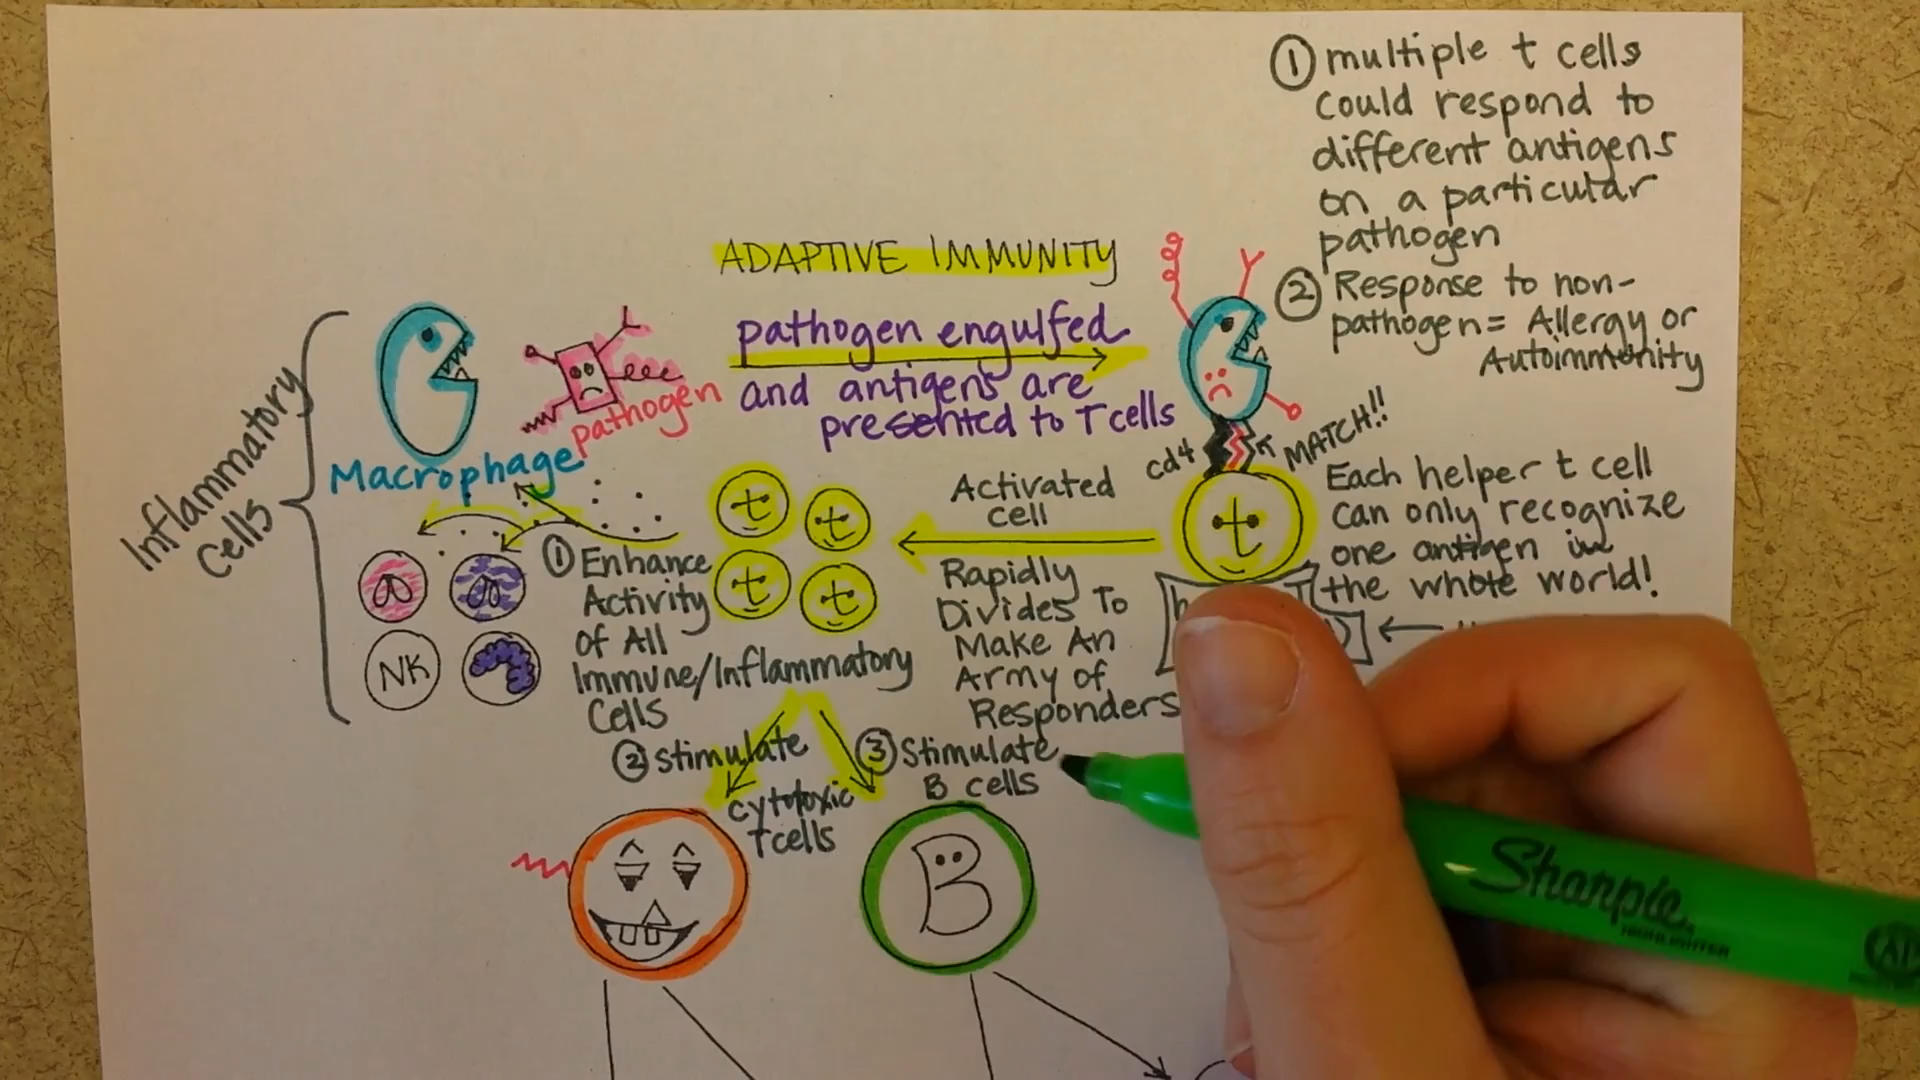 ① multiple t cells
could respond to
different antigens
on a particular
pathogen
② Response to non-
pathogen = Allergy or
Autoimmunity
ADAPTIVE IMMUNITY
pathogen engulfed
and antigens are
presented to T cells
pathogen
Macrophage
Inflammatory
Cells
cd4
MATCH!!
Each helper t cell
can only recognize
one antigen in
the whole world!
Activated
cell
Rapidly
Divides To
Make An
Army of
Responders
t
t
t
t
t
① Enhance
Activity
of All
Immune/Inflammatory
Cells
NK
② stimulate
cytotoxic
T cells
③ Stimulate
B cells
B
Sharpie
HIGHLIGHTER
AP